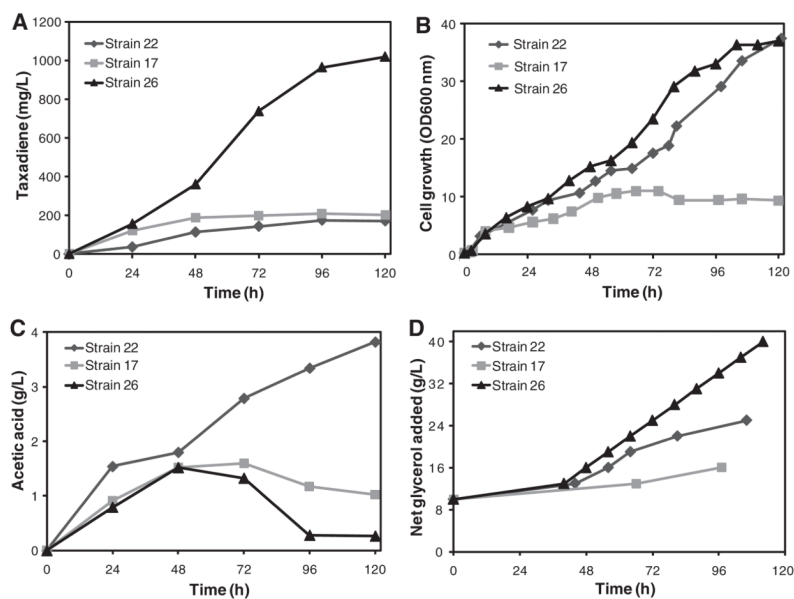 A
Taxadiene (mg/L)
1200
1000
800
600
400
200
0
Strain 22
Strain 17
Strain 26
0 24 48 72 96 120
Time (h)
B
Cell growth (OD600 nm)
40
30
20
10
0
Strain 22
Strain 17
Strain 26
0 24 48 72 96 120
Time (h)
C
Acetic acid (g/L)
4
3
2
1
0
Strain 22
Strain 17
Strain 26
0 24 48 72 96 120
Time (h)
D
Net glycerol added (g/L)
40
32
24
16
8
0
Strain 22
Strain 17
Strain 26
0 24 48 72 96 120
Time (h)